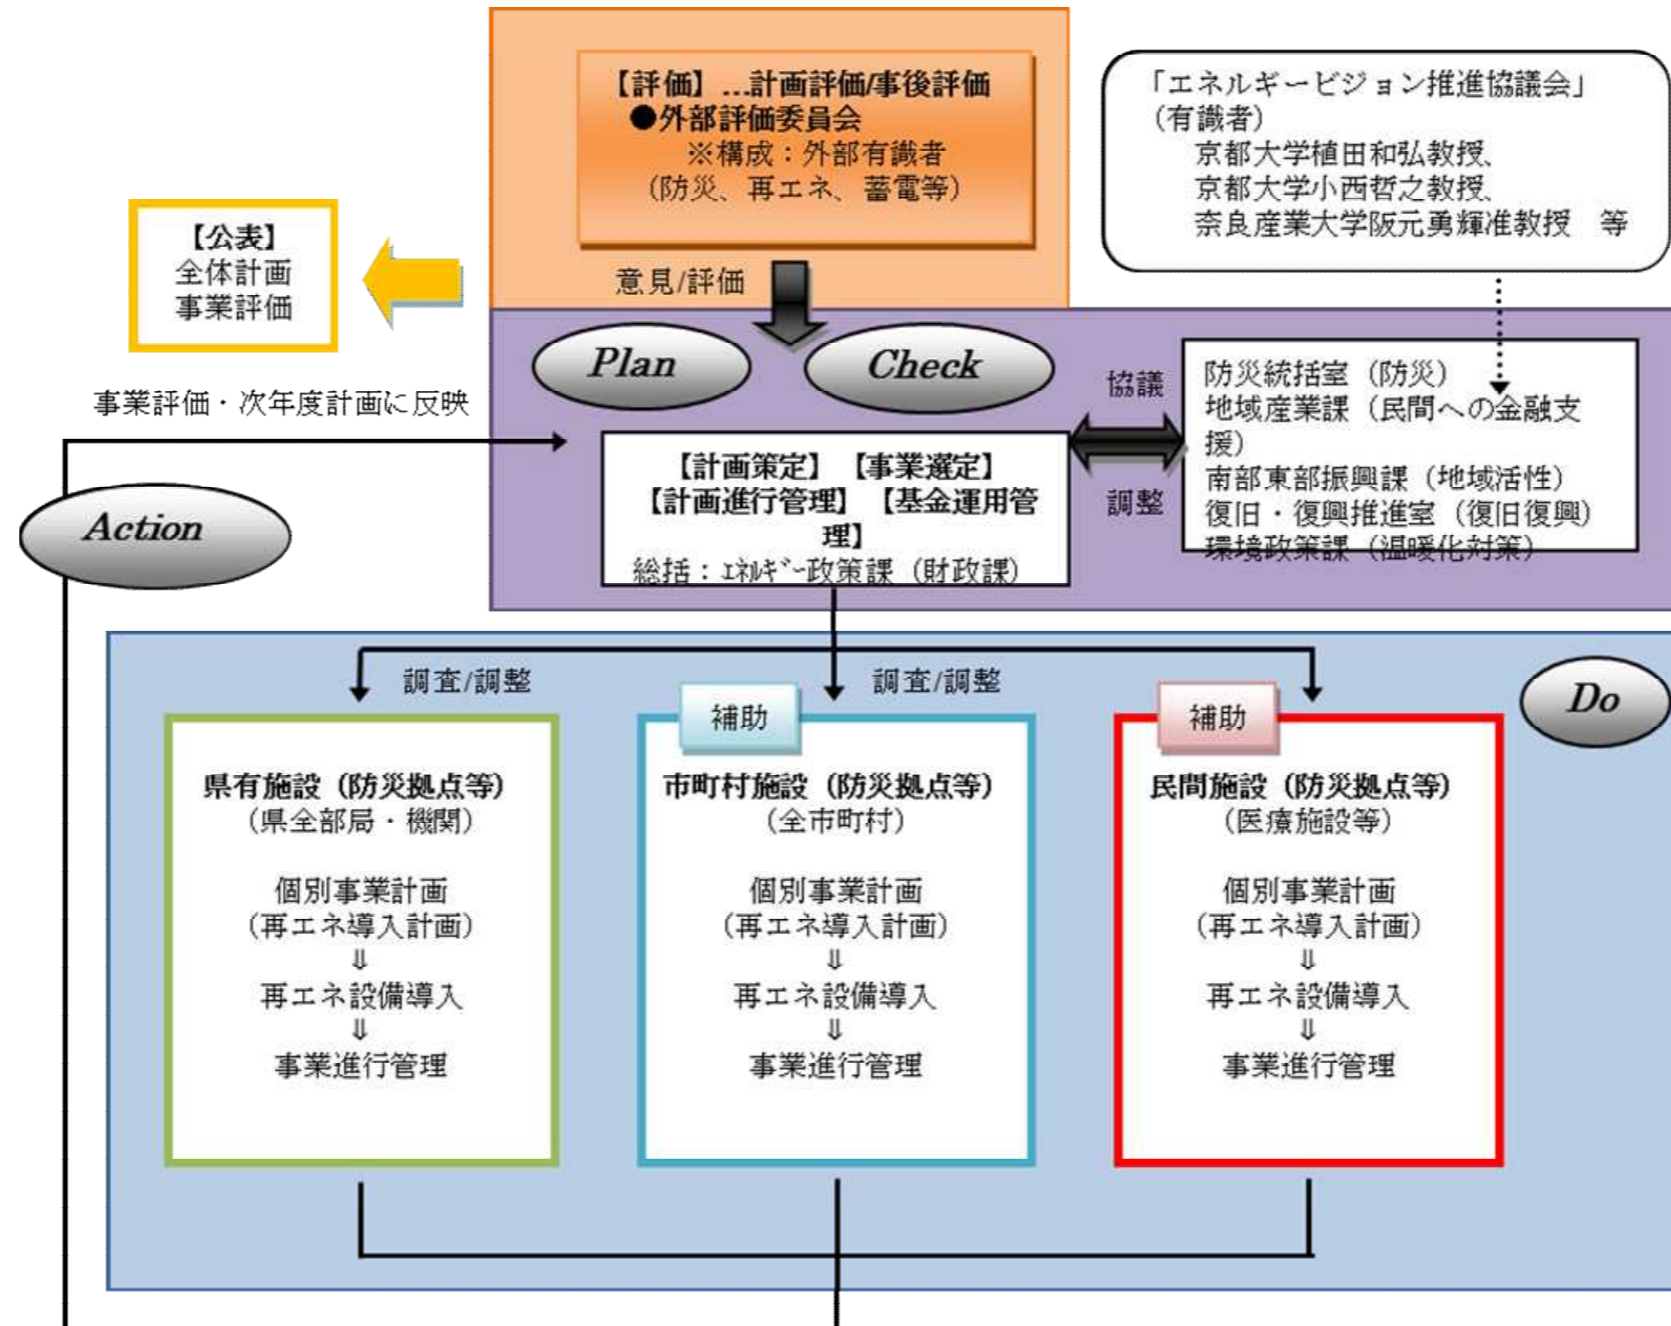 【評価】…計画評価/事後評価
●外部評価委員会
※構成：外部有識者
（防災、再エネ、蓄電等）
「エネルギービジョン推進協議会」
（有識者）
京都大学植田和弘教授、
京都大学小西哲之教授、
奈良産業大学阪元勇輝准教授　等
【公表】
全体計画
事業評価
意見/評価
Plan
Check
事業評価・次年度計画に反映
協議
調整
防災統括室（防災）
地域産業課（民間への金融支
援）
南部東部振興課（地域活性）
復旧・復興推進室（復旧復興）
環境政策課（温暖化対策）
【計画策定】【事業選定】
【計画進行管理】【基金運用管
理】
総括：ｴﾈﾙｷﾞｰ政策課（財政課）
Action
調査/調整
調査/調整
Do
補助
補助
県有施設（防災拠点等）
（県全部局・機関）
個別事業計画
（再エネ導入計画）
⇓
再エネ設備導入
⇓
事業進行管理
市町村施設（防災拠点等）
（全市町村）
個別事業計画
（再エネ導入計画）
⇓
再エネ設備導入
⇓
事業進行管理
民間施設（防災拠点等）
（医療施設等）
個別事業計画
（再エネ導入計画）
⇓
再エネ設備導入
⇓
事業進行管理